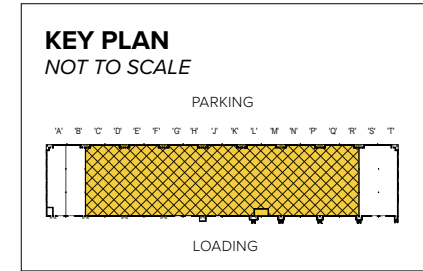 KEY PLAN
NOT TO SCALE
PARKING
'A' 'B' 'C' 'D' 'E' 'F' 'G' 'H' 'J' 'K' 'L' 'M' 'N' 'P' 'Q' 'R' 'S' 'T'
LOADING